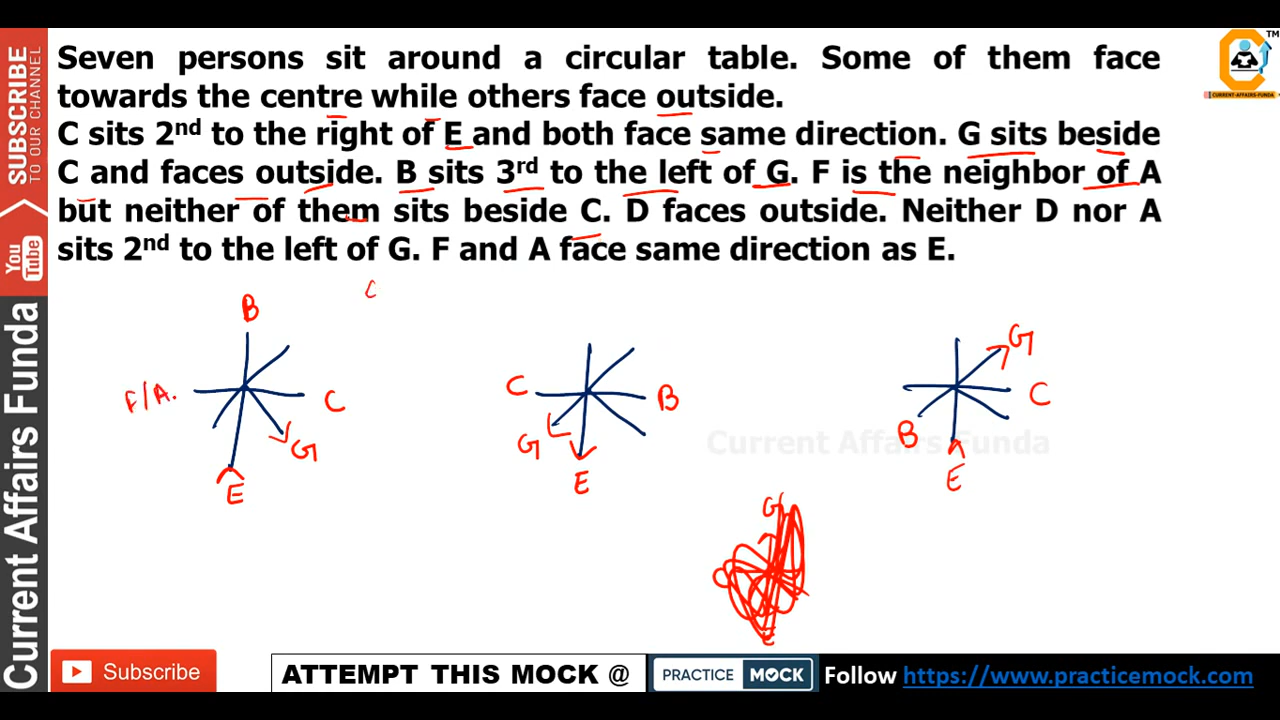 Seven persons sit around a circular table. Some of them face
towards the centre while others face outside.
C sits 2nd to the right of E and both face same direction. G sits beside
C and faces outside. B sits 3rd to the left of G. F is the neighbor of A
but neither of them sits beside C. D faces outside. Neither D nor A
sits 2nd to the left of G. F and A face same direction as E.
SUBSCRIBE
TO OUR CHANNEL
You Tube
Current Affairs Funda
TM
CURRENT-AFFAIRS-FUNDA
C
B
F/A.
C
G
E
C
B
G
E
G
C
B
E
Current Affairs Funda
G
E
Subscribe
ATTEMPT THIS MOCK @ PRACTICE MOCK Follow https://www.practicemock.com